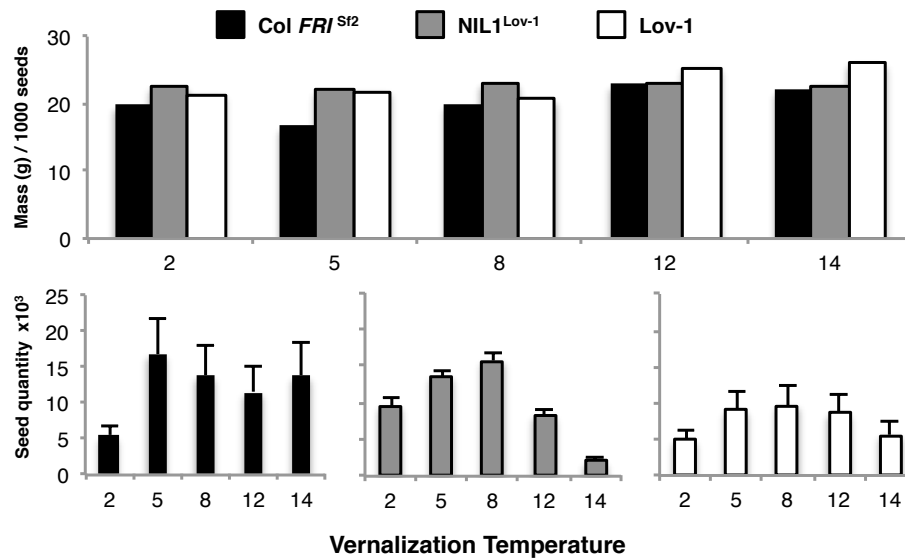 Col FRI Sf2 NIL1 Lov-1 Lov-1
Mass (g) / 1000 seeds
30
20
10
0
2 5 8 12 14
Seed quantity x10³
25
20
15
10
5
0
2 5 8 12 14 2 5 8 12 14 2 5 8 12 14
Vernalization Temperature